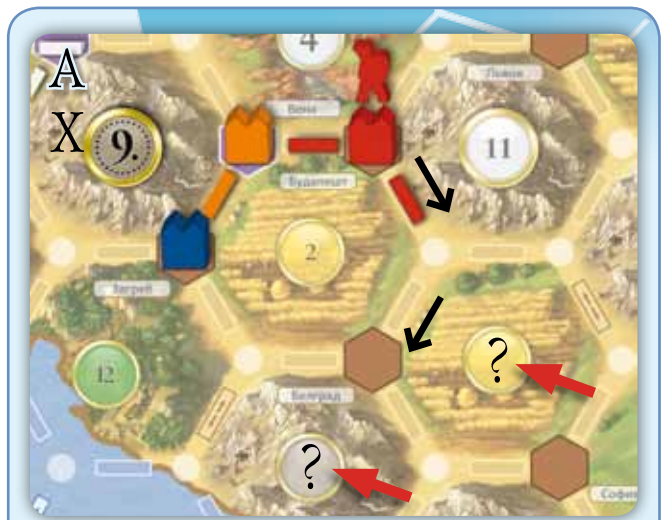 4
A
Львов
X
9.
Вена
11
Будапешт
2
Загреб
?
12
Белград
?
София